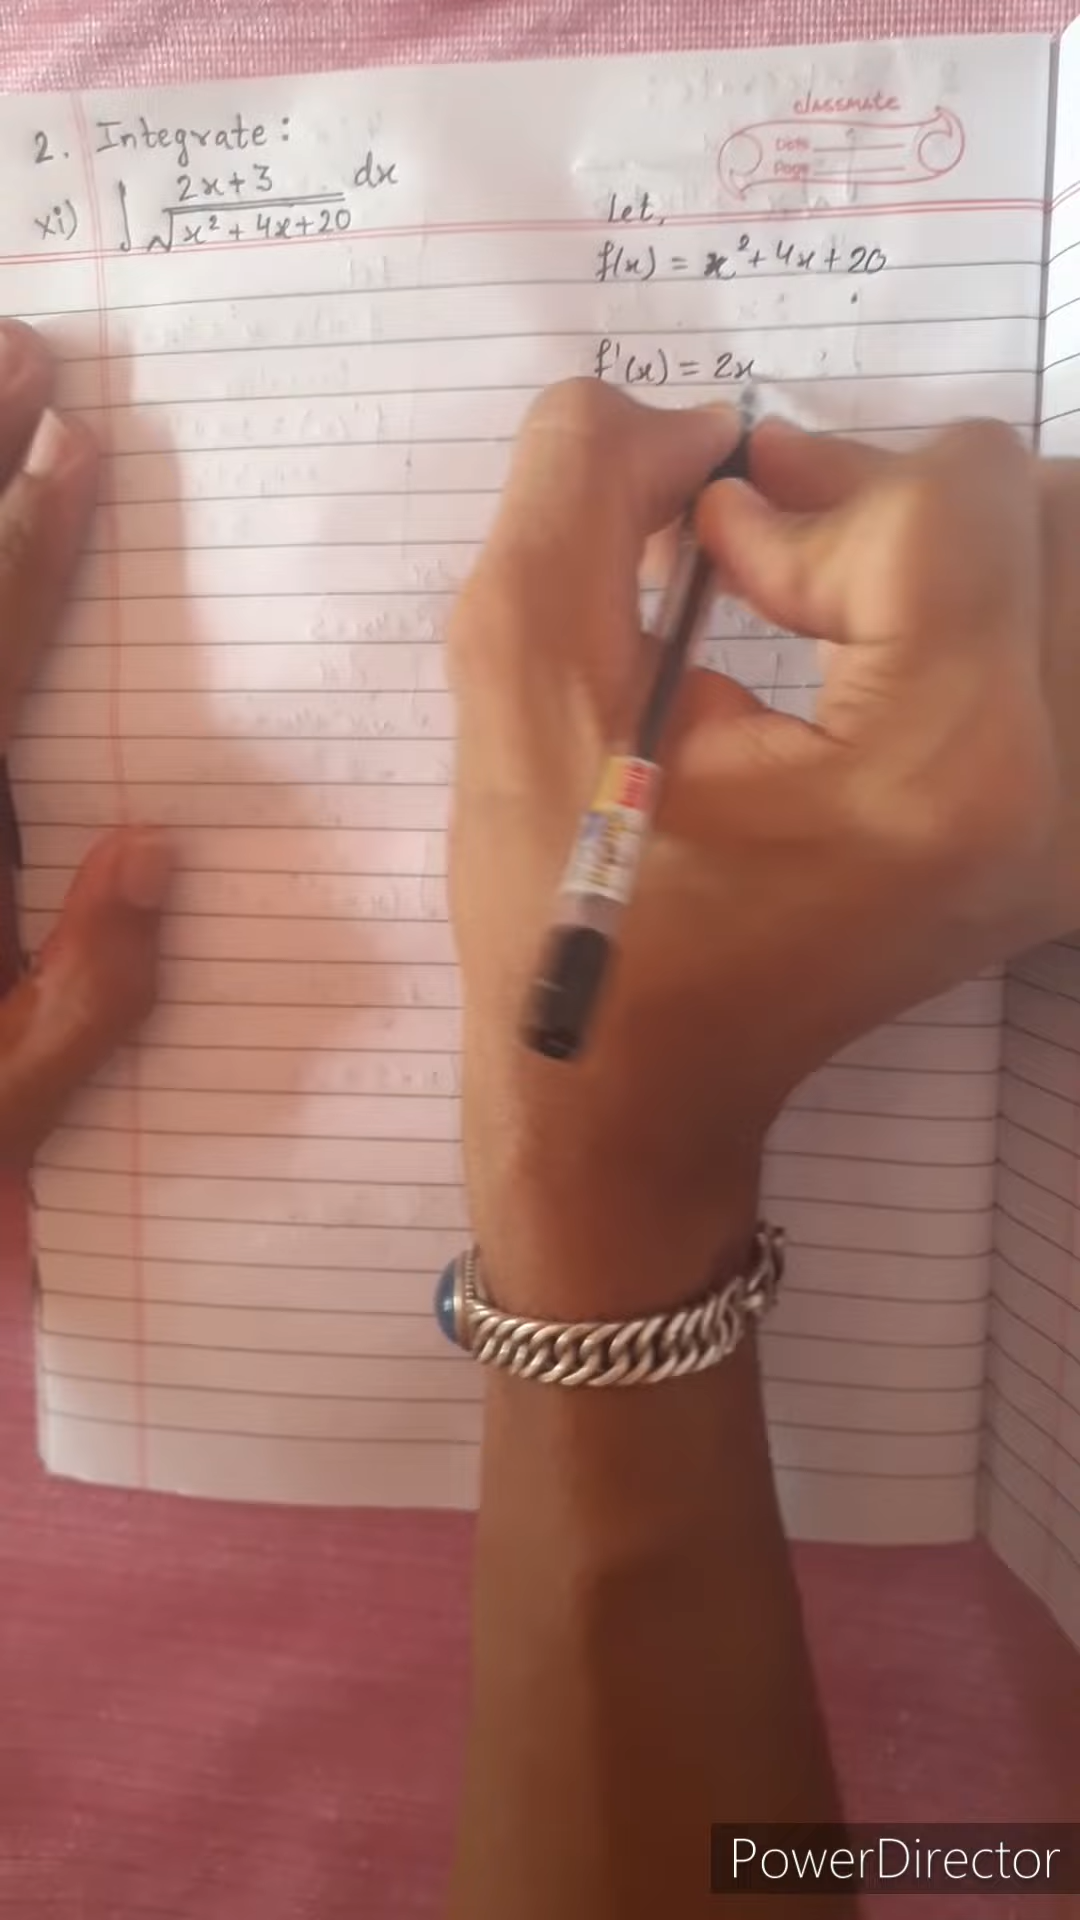 2. Integrate:
xi) ∫ 2x+3 / √x² + 4x+20 dx
classmate
Date
Page
Let,
f(x) = x² + 4x + 20
f'(x) = 2x
PowerDirector